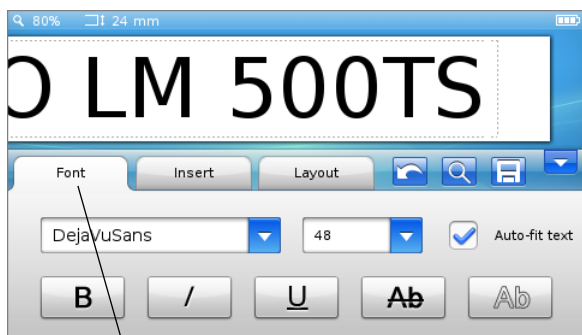 80% 24 mm
O LM 500TS
Font Insert Layout
DejaVuSans 48 Auto-fit text
B I U Ab Ab